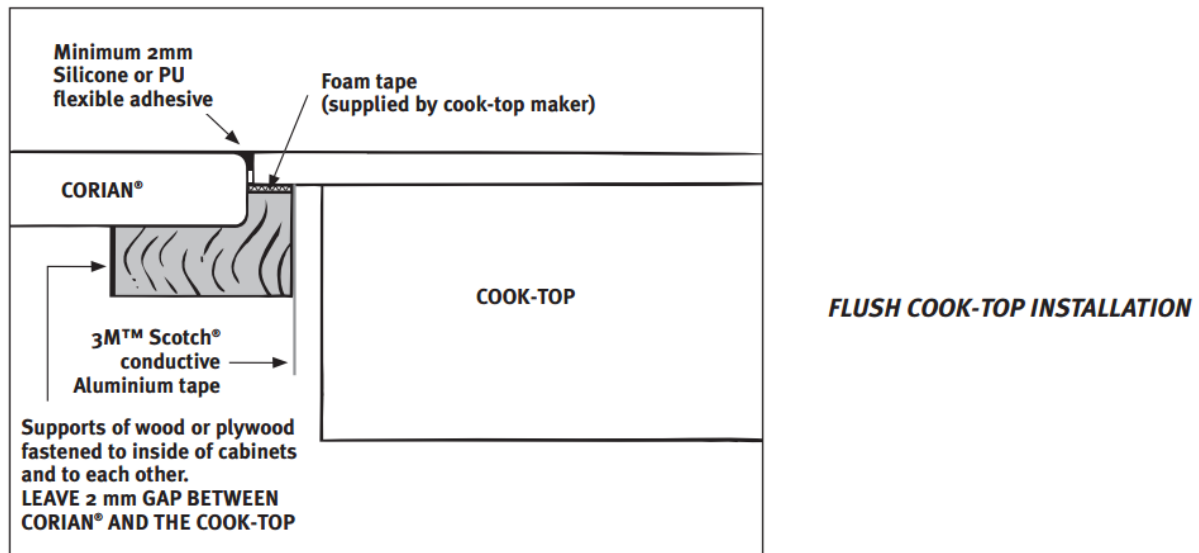 Minimum 2mm
Silicone or PU
flexible adhesive
Foam tape
(supplied by cook-top maker)
CORIAN®
COOK-TOP
FLUSH COOK-TOP INSTALLATION
3M™ Scotch®
conductive
Aluminium tape
Supports of wood or plywood
fastened to inside of cabinets
and to each other.
LEAVE 2 mm GAP BETWEEN
CORIAN® AND THE COOK-TOP